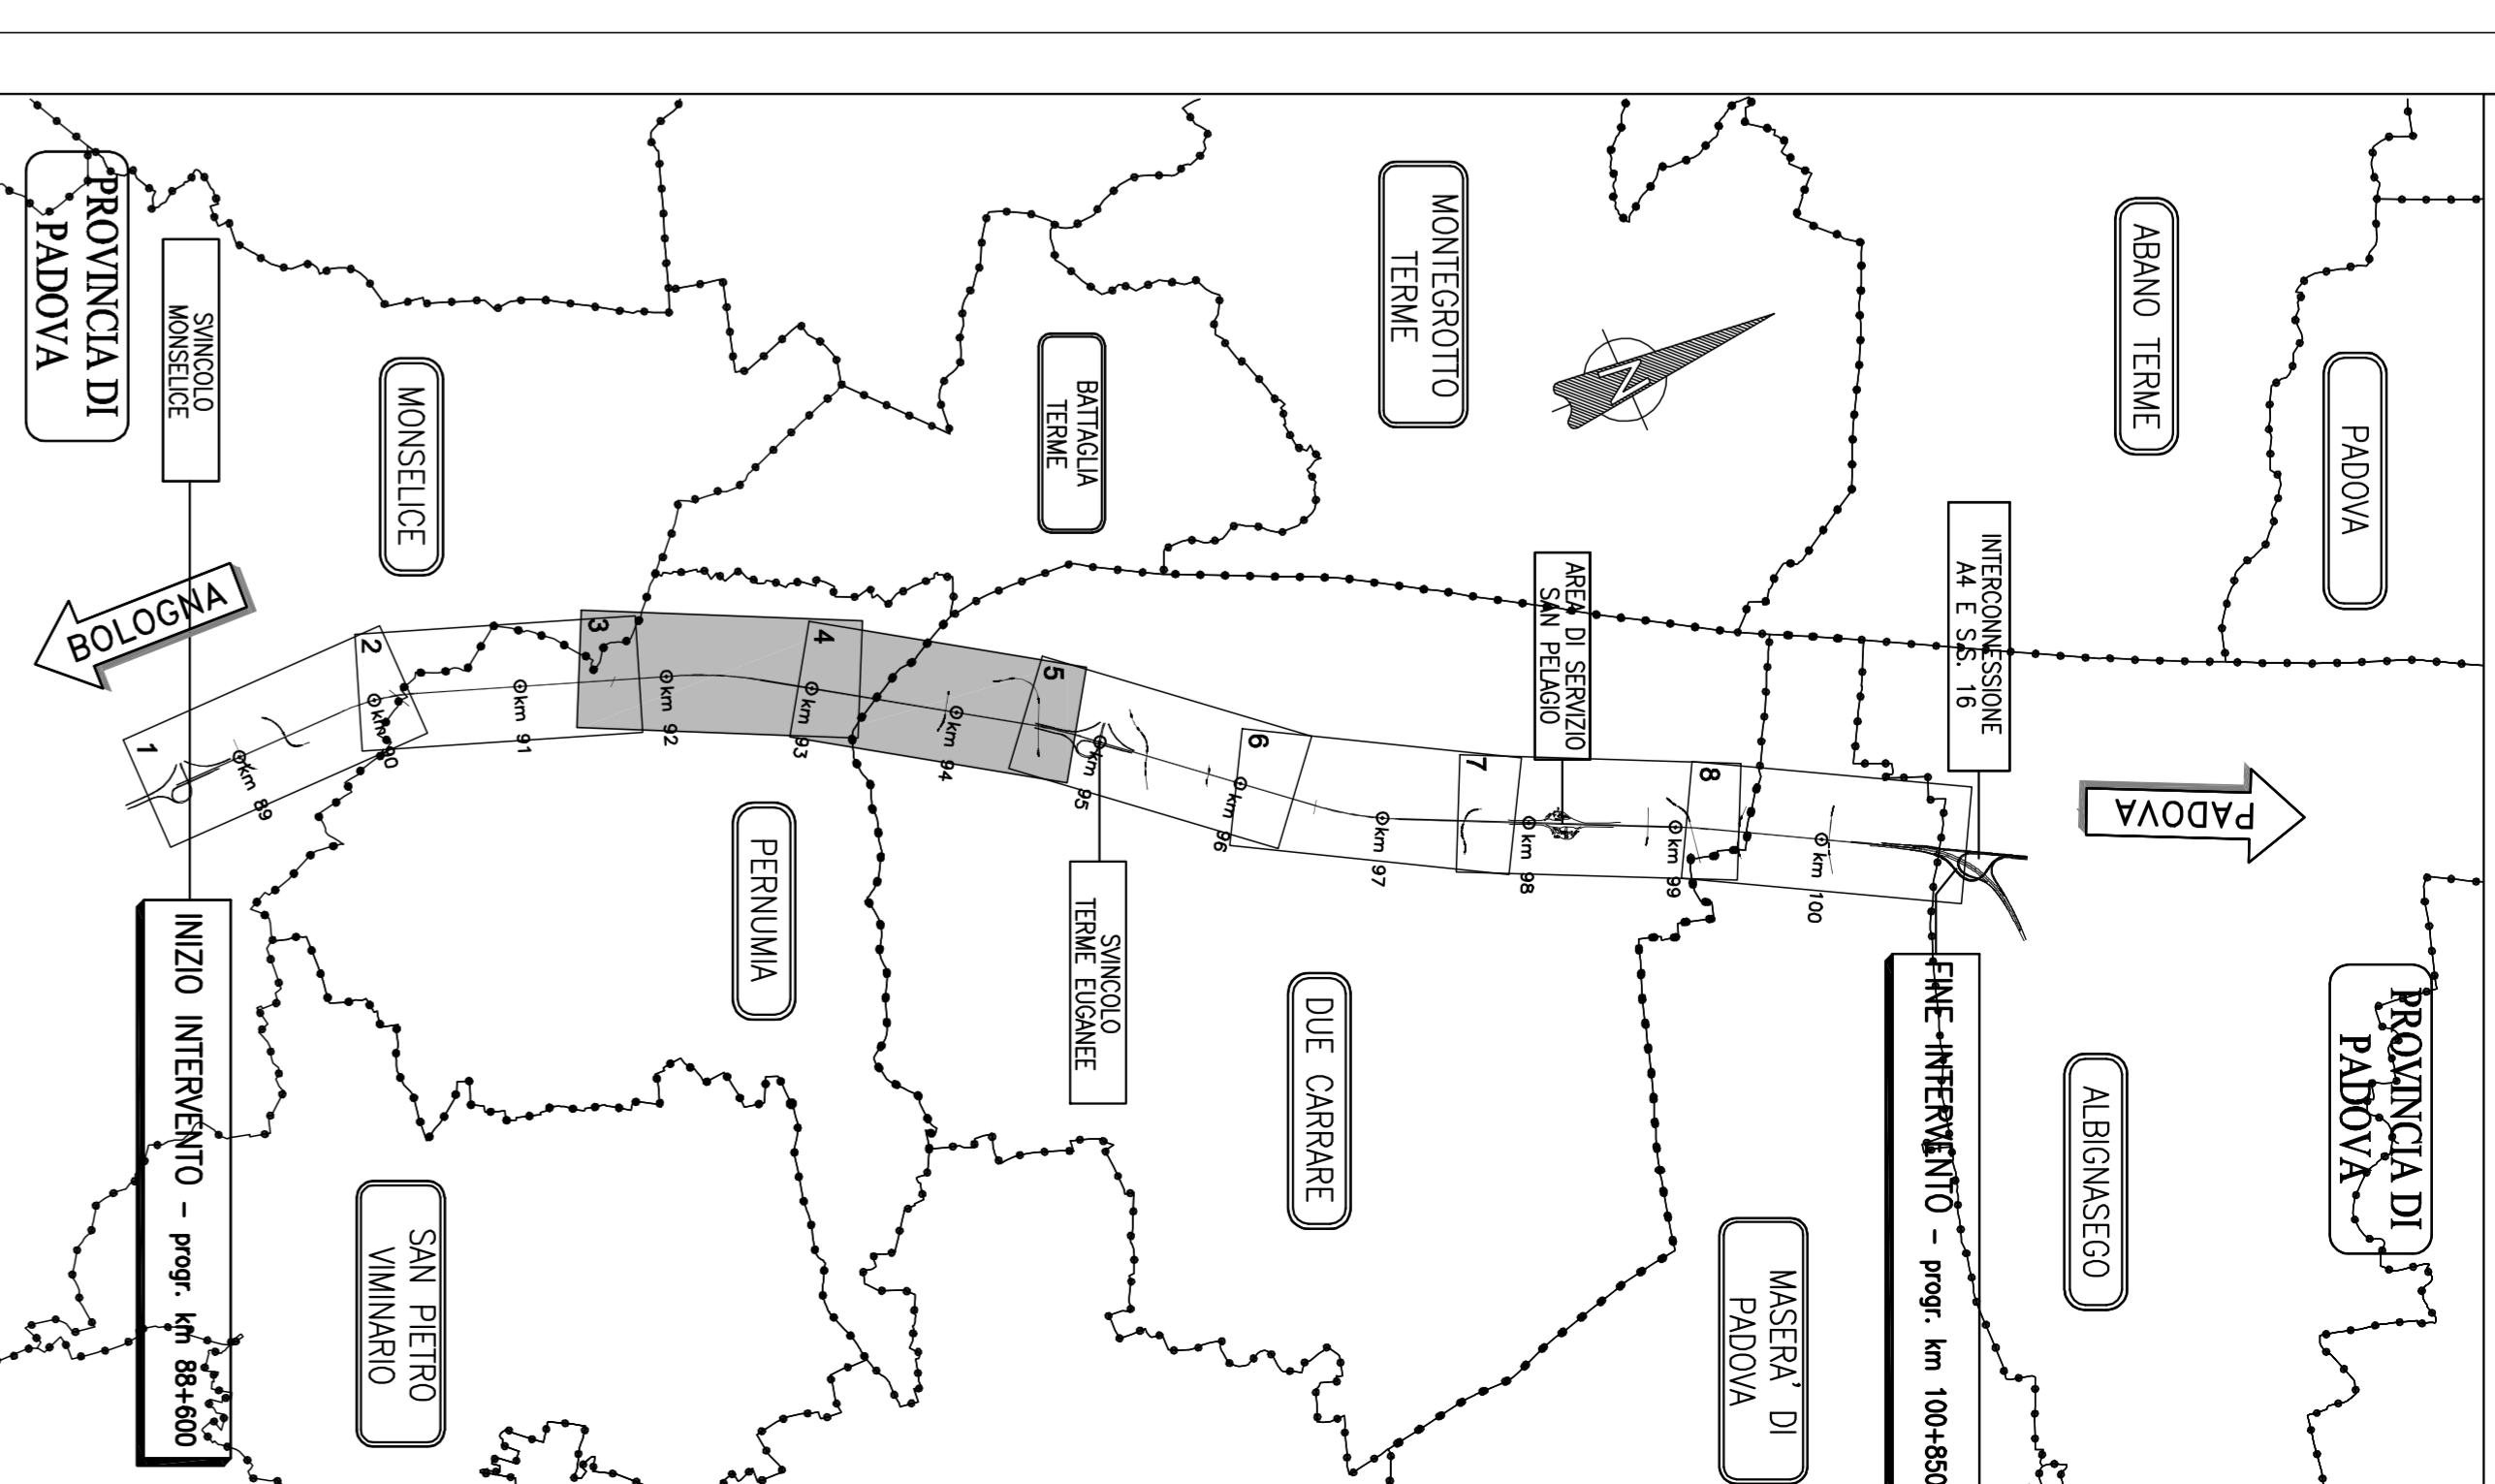 PROVINCIA DI
PADOVA
SVINCOLO
MONSELICE
MONSELICE
BATTAGLIA
TERME
MONTEGROTTO
TERME
ABANO TERME
PADOVA
AREA DI SERVIZIO
SAN PELAGIO
INTERCONNESSIONE
A4 E S.S. 16
BOLOGNA
PADOVA
1
2
3
4
5
6
7
8
km 89
km 90
km 91
km 92
km 93
km 94
km 95
km 96
km 97
km 98
km 99
km 100
INIZIO INTERVENTO - progr. km 88+600
PERNUMIA
SVINCOLO
TERME EUGANEE
DUE CARRARE
FINE INTERVENTO - progr. km 100+850
ALBIGNASEGO
PROVINCIA DI
PADOVA
SAN PIETRO
VIMINARIO
MASERA' DI
PADOVA
N